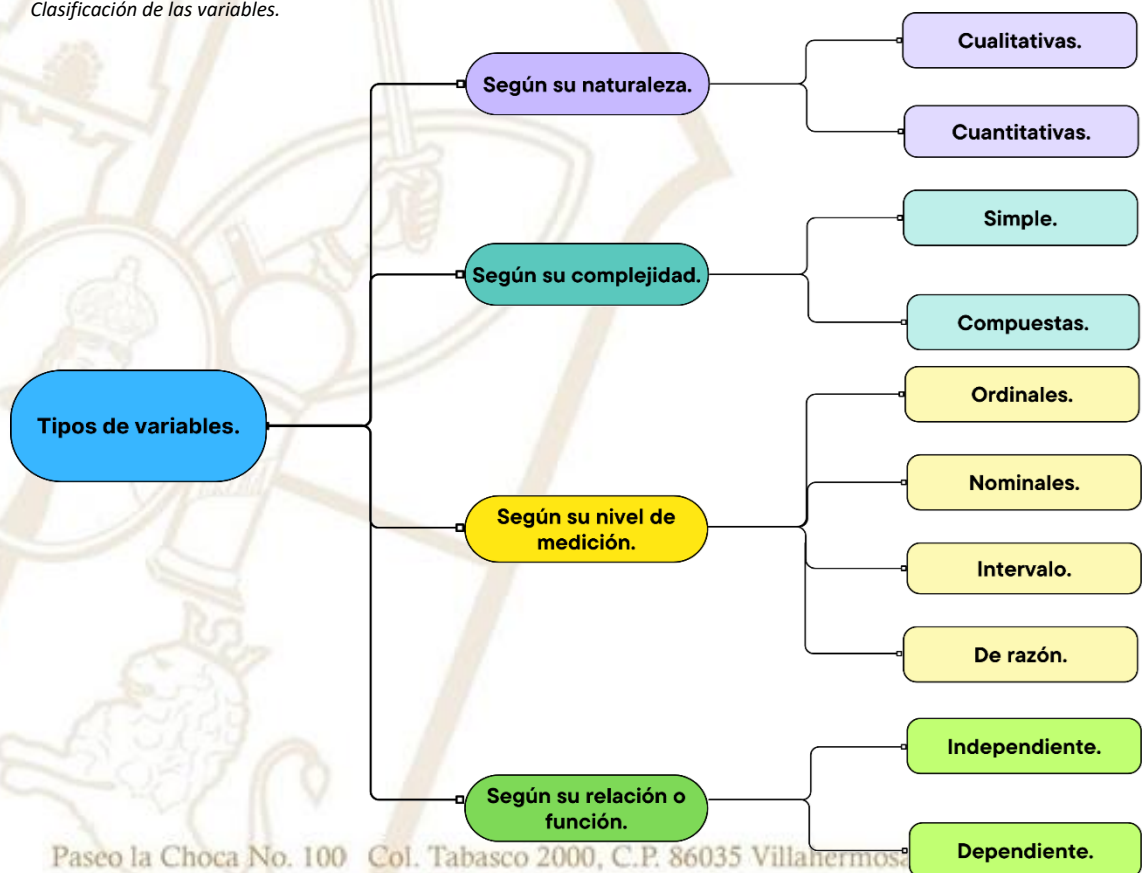 Clasificación de las variables.
Cualitativas.
Según su naturaleza.
Cuantitativas.
Simple.
Según su complejidad.
Compuestas.
Tipos de variables.
Ordinales.
Nominales.
Según su nivel de
medición.
Intervalo.
De razón.
Independiente.
Según su relación o
función.
Dependiente.
Paseo la Choca No. 100 Col. Tabasco 2000, C.P. 86035 Villahermosa